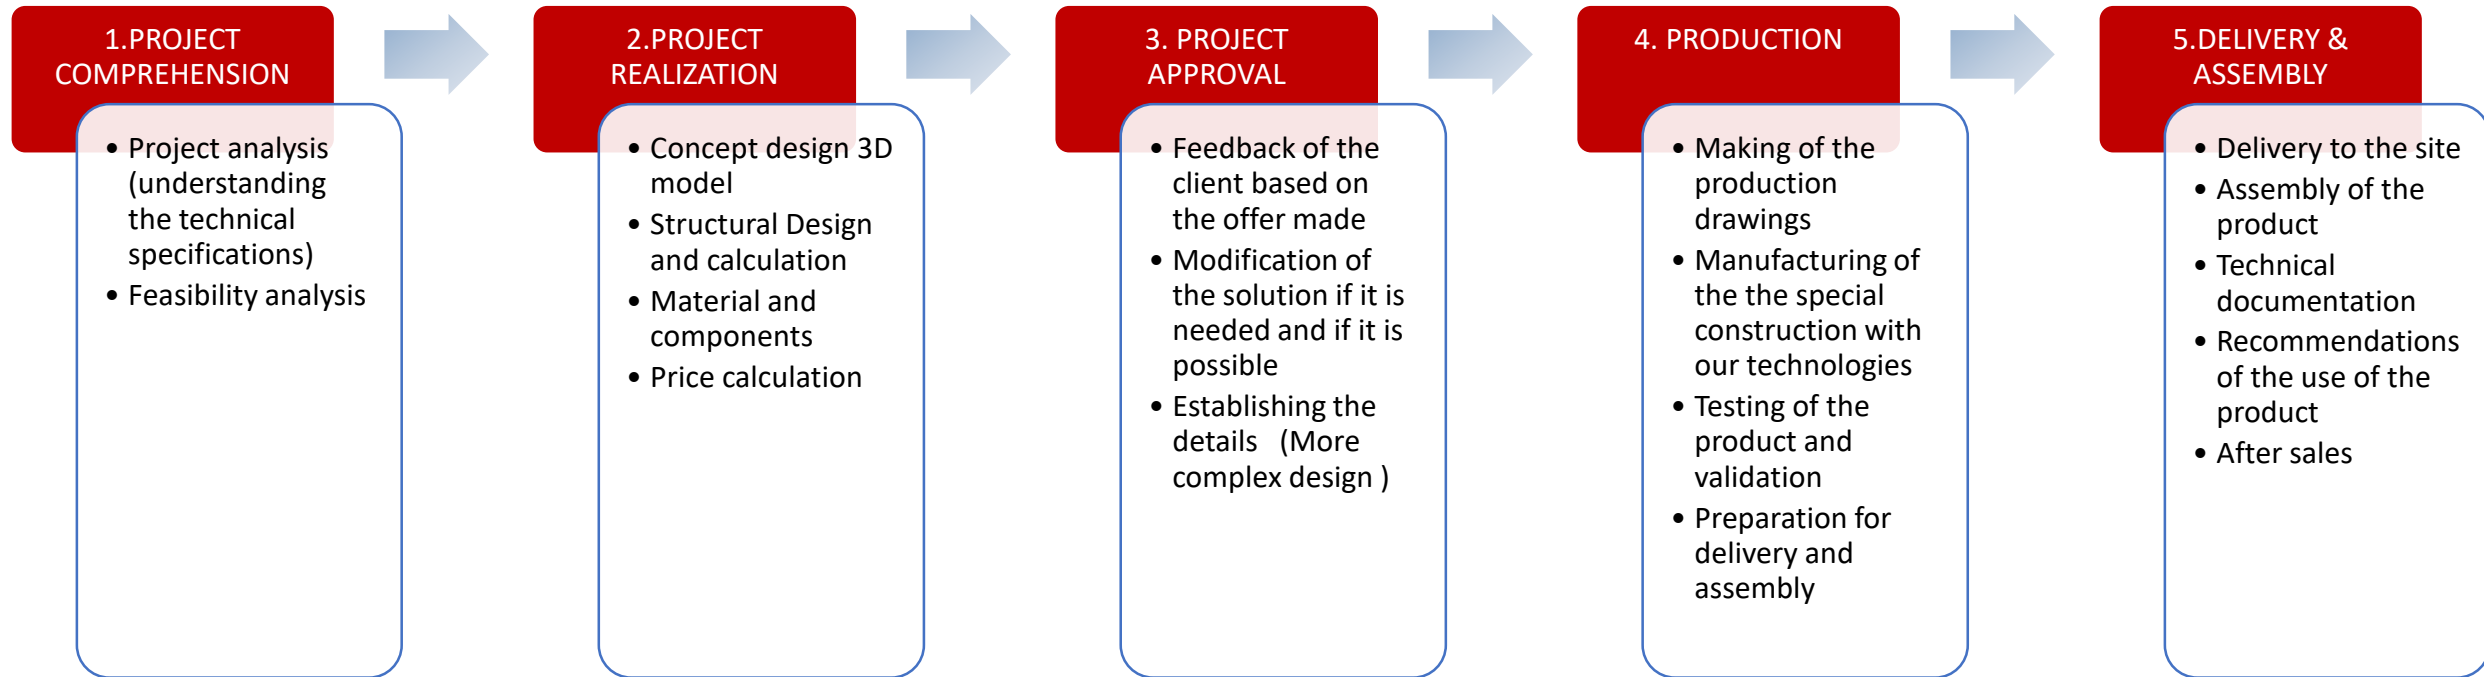 1.PROJECT
COMPREHENSION
• Project analysis
(understanding
the technical
specifications)
• Feasibility analysis
2.PROJECT
REALIZATION
• Concept design 3D
model
• Structural Design
and calculation
• Material and
components
• Price calculation
3. PROJECT
APPROVAL
• Feedback of the
client based on
the offer made
• Modification of
the solution if it is
needed and if it is
possible
• Establishing the
details   (More
complex design )
4. PRODUCTION
• Making of the
production
drawings
• Manufacturing of
the the special
construction with
our technologies
• Testing of the
product and
validation
• Preparation for
delivery and
assembly
5.DELIVERY &
ASSEMBLY
• Delivery to the site
• Assembly of the
product
• Technical
documentation
• Recommendations
of the use of the
product
• After sales